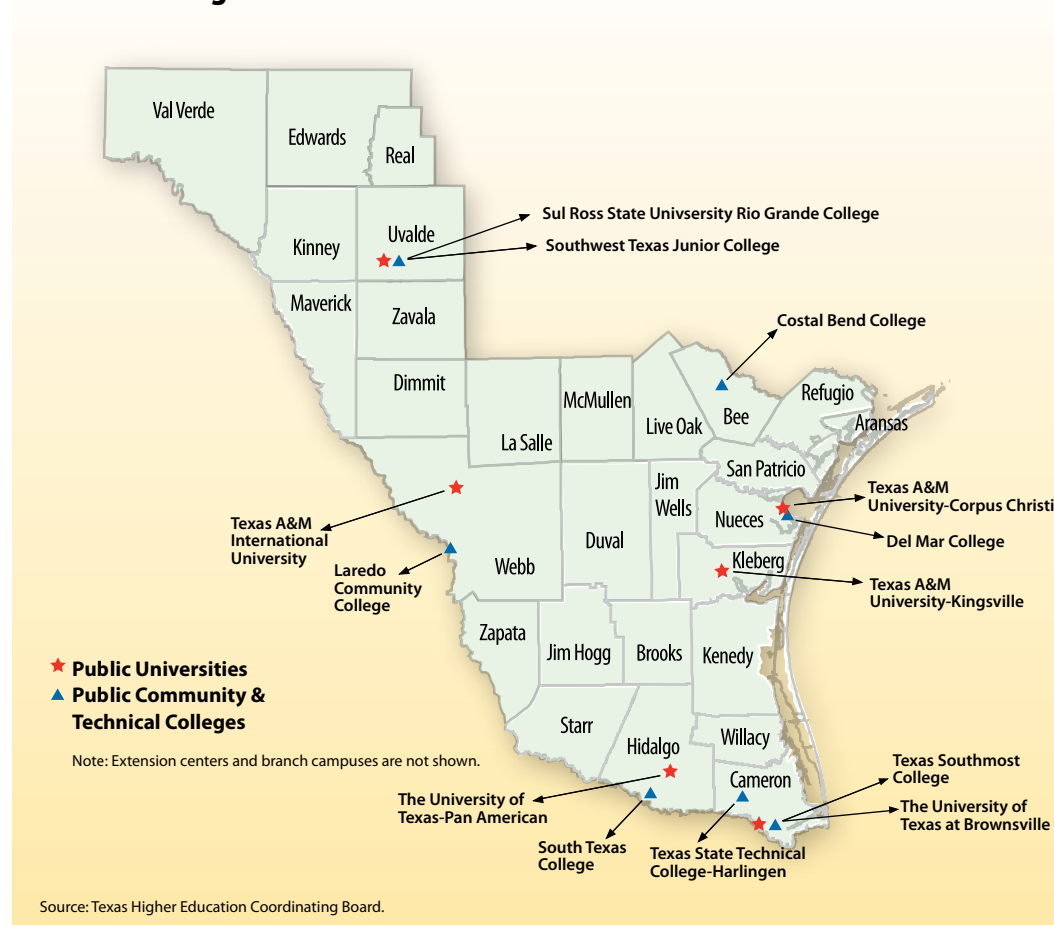 Val Verde
Edwards
Real
Sul Ross State Univsersity Rio Grande College
Uvalde
Kinney
Southwest Texas Junior College
Maverick
Zavala
Costal Bend College
Dimmit
McMullen
Refugio
Live Oak
Bee
Aransas
La Salle
San Patricio
Jim
Wells
Texas A&M
University-Corpus Christi
Nueces
Texas A&M
International
University
Duval
Del Mar College
Kleberg
Laredo
Community
College
Webb
Texas A&M
University-Kingsville
Zapata
Jim Hogg
Brooks
Kenedy
Public Universities
Public Community &
Technical Colleges
Starr
Hidalgo
Willacy
Note: Extension centers and branch campuses are not shown.
Cameron
Texas Southmost
College
The University of
Texas-Pan American
The University of
Texas at Brownsville
South Texas
College
Texas State Technical
College-Harlingen
Source: Texas Higher Education Coordinating Board.